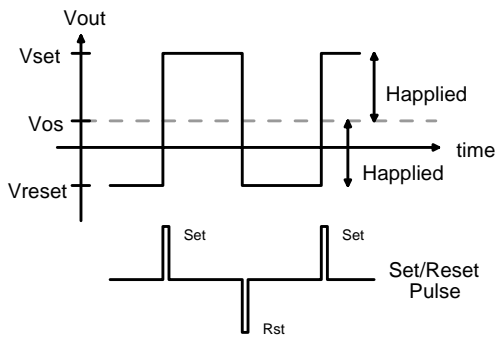 Vout
Vset
Happlied
Vos
time
Happlied
Vreset
Set
Set
Set/Reset
Pulse
Rst